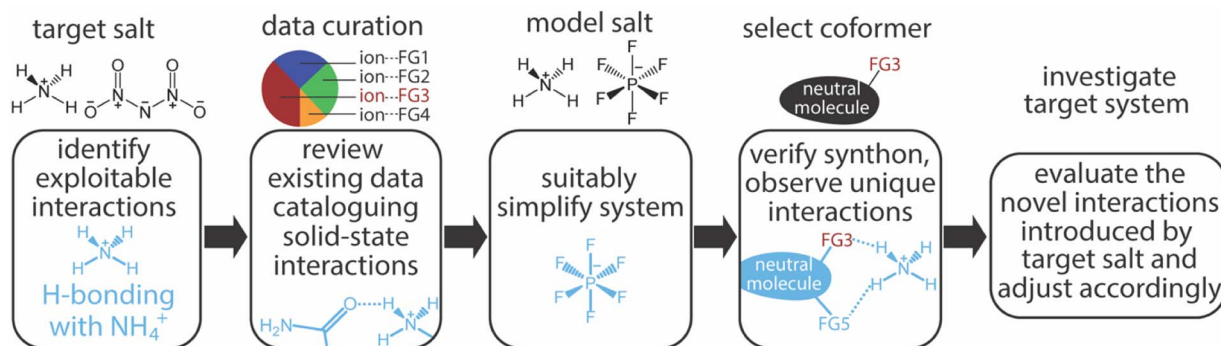 target salt
H
H
N
+
H
H
O
O
⁻O
N
+
N
⁻
N
+
O⁻
identify
exploitable
interactions
H
H
N
+
H
H
H-bonding
with NH₄⁺
data curation
ion---FG1
ion---FG2
ion---FG3
ion---FG4
review
existing data
cataloguing
solid-state
interactions
H₂N
O
H
H
N
+
H
model salt
H
H
N
+
H
H
F
F
F
P
−
F
F
F
suitably
simplify system
F
F
F
P
−
F
F
F
select coformer
FG3
neutral
molecule
verify synthon,
observe unique
interactions
FG3
H
H
N
+
H
H
neutral
molecule
FG5
investigate
target system
evaluate the
novel interactions
introduced by
target salt and
adjust accordingly